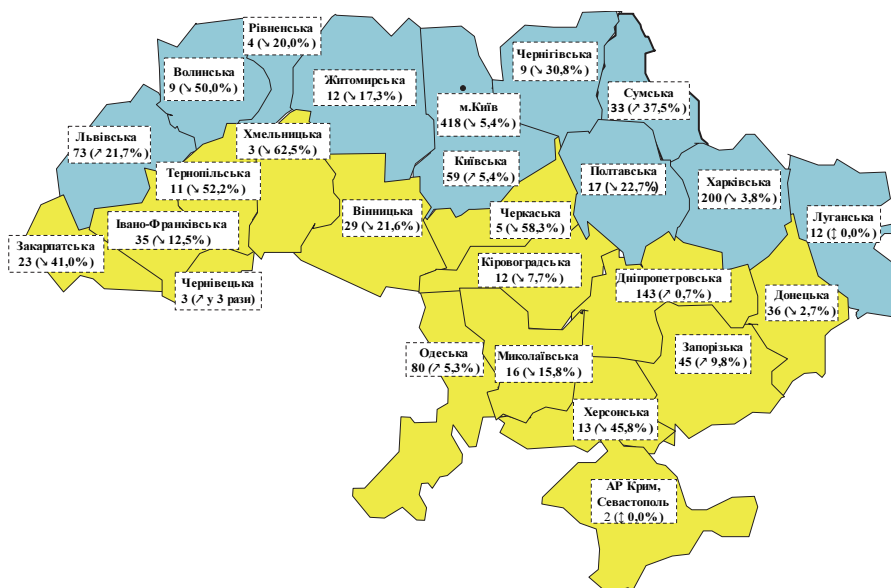 Рівненська
4 (↘ 20,0%)
Волинська
9 (↘ 50,0%)
Житомирська
12 (↘ 17,3%)
Чернігівська
9 (↘ 30,8%)
Сумська
33 (↗ 37,5%)
м.Київ
418 (↘ 5,4%)
Львівська
73 (↗ 21,7%)
Хмельницька
3 (↘ 62,5%)
Київська
59 (↗ 5,4%)
Полтавська
17 (↘ 22,7%)
Харківська
200 (↘ 3,8%)
Тернопільська
11 (↘ 52,2%)
Луганська
12 (↕ 0,0%)
Івано-Франківська
35 (↘ 12,5%)
Вінницька
29 (↘ 21,6%)
Черкаська
5 (↘ 58,3%)
Закарпатська
23 (↘ 41,0%)
Чернівецька
3 (↗ у 3 рази)
Кіровоградська
12 (↘ 7,7%)
Дніпропетровська
143 (↗ 0,7%)
Донецька
36 (↘ 2,7%)
Одеська
80 (↗ 5,3%)
Миколаївська
16 (↘ 15,8%)
Запорізька
45 (↗ 9,8%)
Херсонська
13 (↘ 45,8%)
АР Крим,
Севастополь
2 (↕ 0,0%)